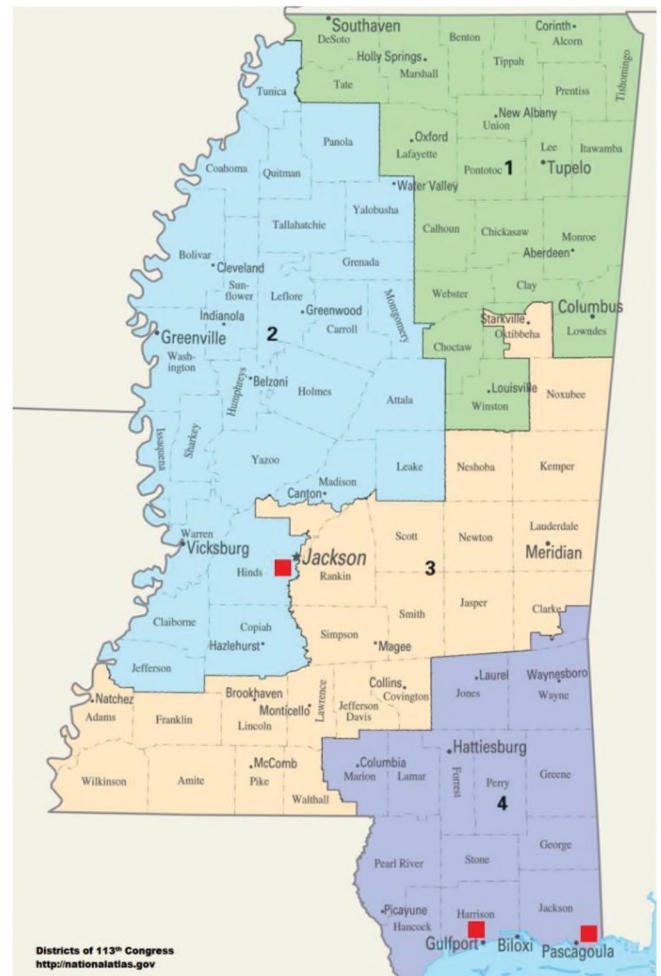 Southaven
DeSoto
Benton
Corinth
Alcorn
Holly Springs
Marshall
Tippah
Tishomingo
Tunica
Tate
Prentiss
New Albany
Union
Panola
Oxford
Lafayette
Lee
Itawamba
Coahoma
Quitman
Pontotoc
1
Tupelo
Water Valley
Yalobusha
Tallahatchie
Calhoun
Chickasaw
Monroe
Bolivar
Cleveland
Grenada
Aberdeen
Sun-
flower
Leflore
Montgomery
Webster
Clay
Indianola
Greenwood
Columbus
Greenville
2
Carroll
Starkville
Oktibbeha
Lowndes
Wash-
ington
Choctaw
Humphreys
Belzoni
Holmes
Attala
Louisville
Winston
Noxubee
Issaquena
Sharkey
Yazoo
Leake
Neshoba
Kemper
Madison
Canton
Warren
Vicksburg
Scott
Newton
Lauderdale
Jackson
Meridian
Hinds
Rankin
3
Claiborne
Copiah
Smith
Jasper
Clarke
Hazlehurst
Simpson
Magee
Jefferson
Natchez
Adams
Franklin
Brookhaven
Lincoln
Monticello
Lawrence
Jefferson
Davis
Collins
Covington
Laurel
Jones
Waynesboro
Wayne
Wilkinson
Amite
McComb
Pike
Walthall
Columbia
Marion
Lamar
Hattiesburg
Forrest
Perry
Greene
4
George
Pearl River
Stone
Picayune
Hancock
Harrison
Jackson
Gulfport
Biloxi
Pascagoula
Districts of 113th Congress
http://nationalatlas.gov